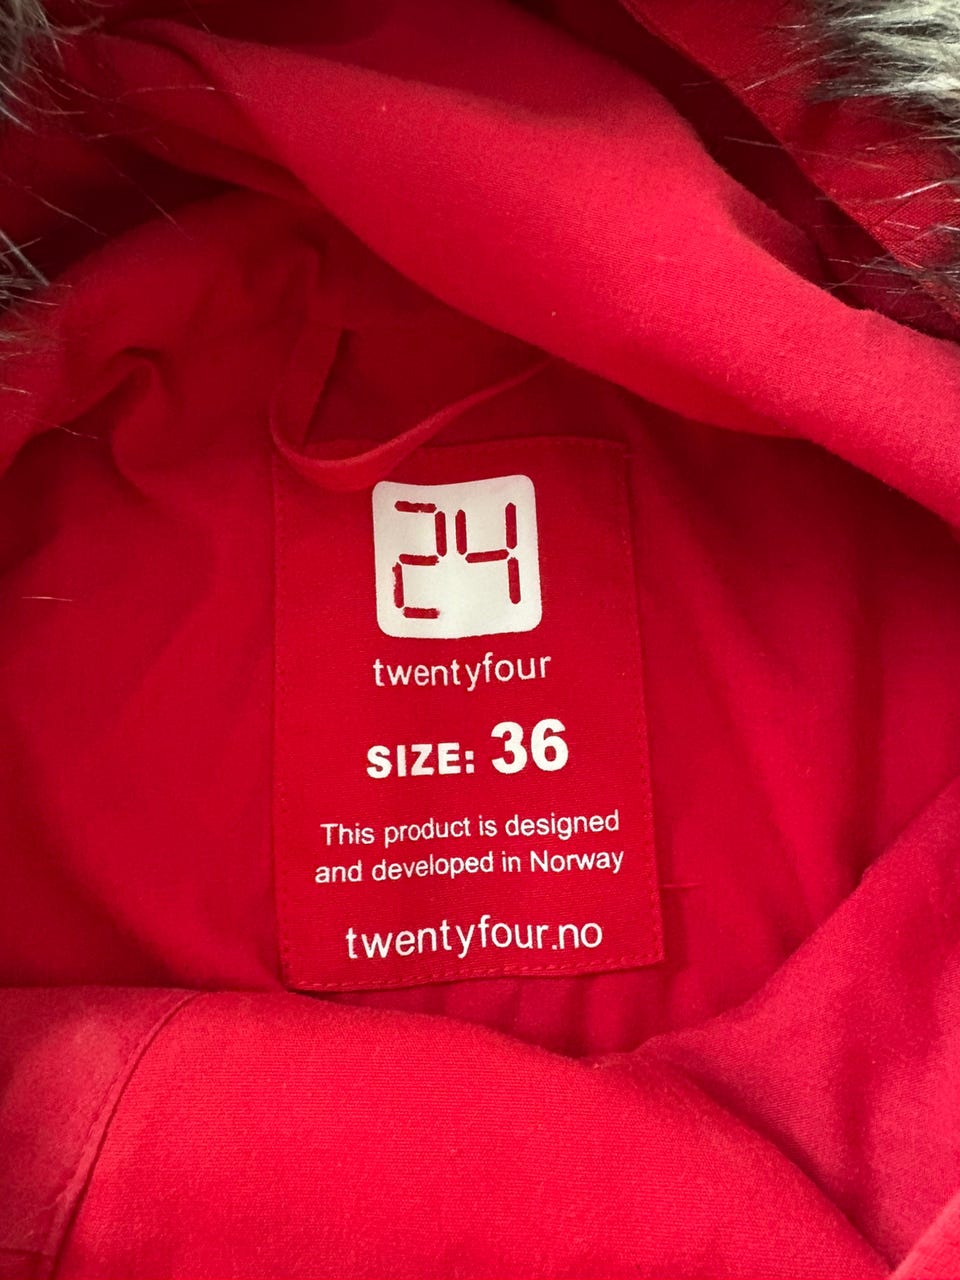 24
twentyfour
SIZE: 36
This product is designed
and developed in Norway
twentyfour.no